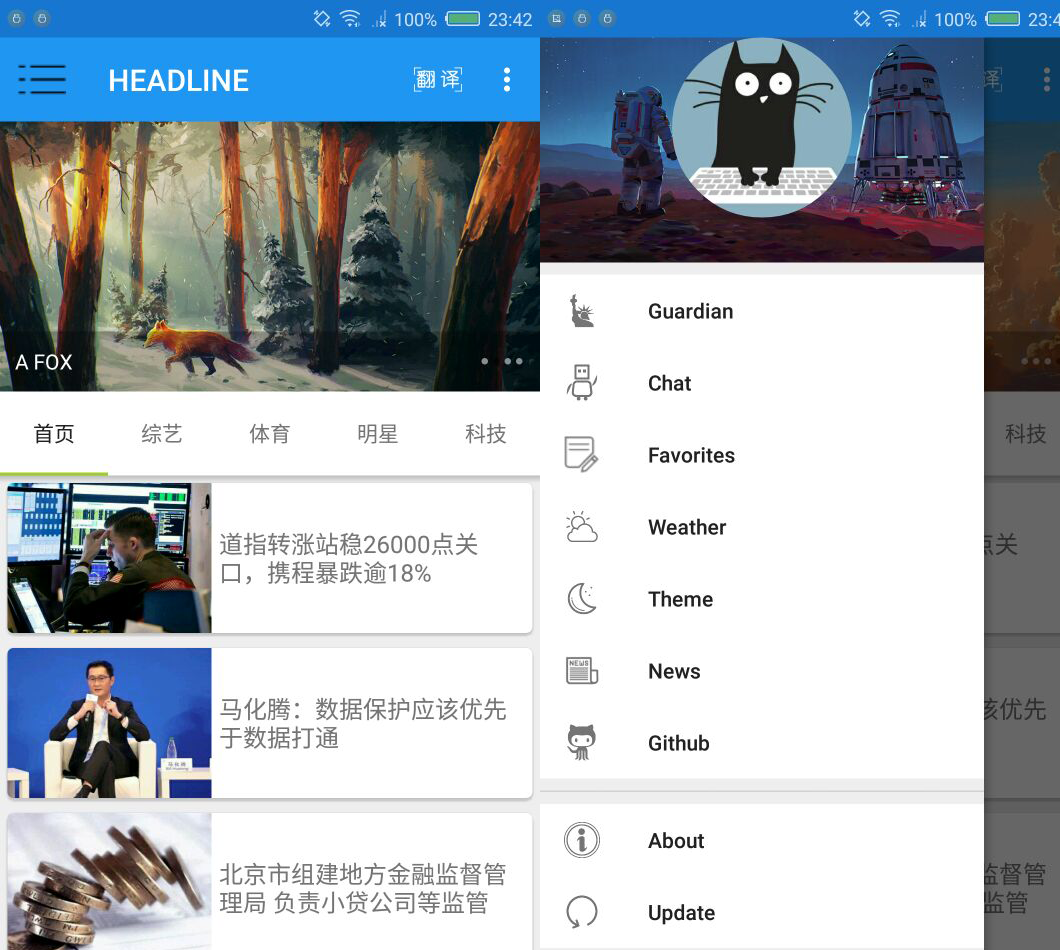 100% 23:42
HEADLINE
翻 译
A FOX
首页 综艺 体育 明星 科技
道指转涨站稳26000点关
口，携程暴跌逾18%
马化腾：数据保护应该优先
于数据打通
马化腾
北京市组建地方金融监督管
理局 负责小贷公司等监管
100% 23:4
译
Guardian
Chat
Favorites
Weather
Theme
NEWS
News
Github
About
Update
科技
点关
该优先
监督管
监管